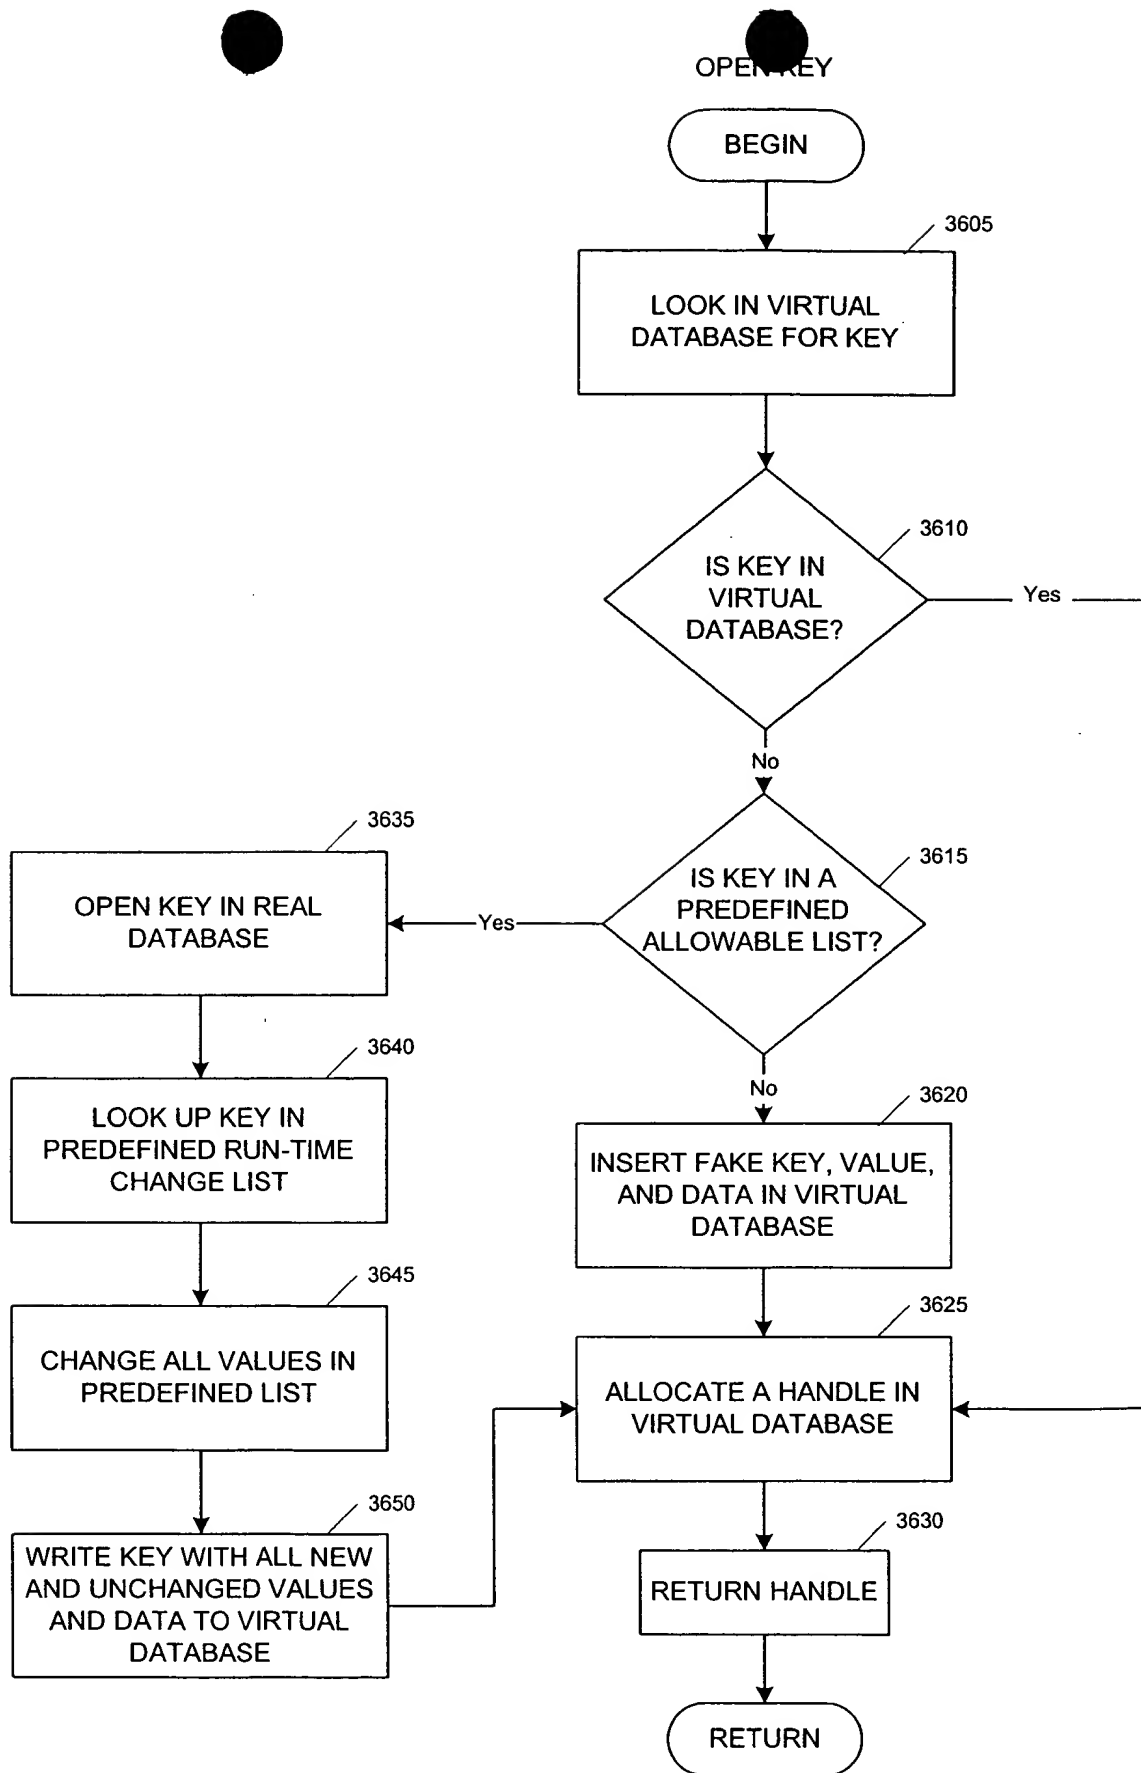 OPEN KEY
BEGIN
3605
LOOK IN VIRTUAL
DATABASE FOR KEY
3610
IS KEY IN
VIRTUAL
DATABASE?
Yes
No
3615
IS KEY IN A
PREDEFINED
ALLOWABLE LIST?
Yes
No
3635
OPEN KEY IN REAL
DATABASE
3640
LOOK UP KEY IN
PREDEFINED RUN-TIME
CHANGE LIST
3645
CHANGE ALL VALUES IN
PREDEFINED LIST
3650
WRITE KEY WITH ALL NEW
AND UNCHANGED VALUES
AND DATA TO VIRTUAL
DATABASE
3620
INSERT FAKE KEY, VALUE,
AND DATA IN VIRTUAL
DATABASE
3625
ALLOCATE A HANDLE IN
VIRTUAL DATABASE
3630
RETURN HANDLE
RETURN